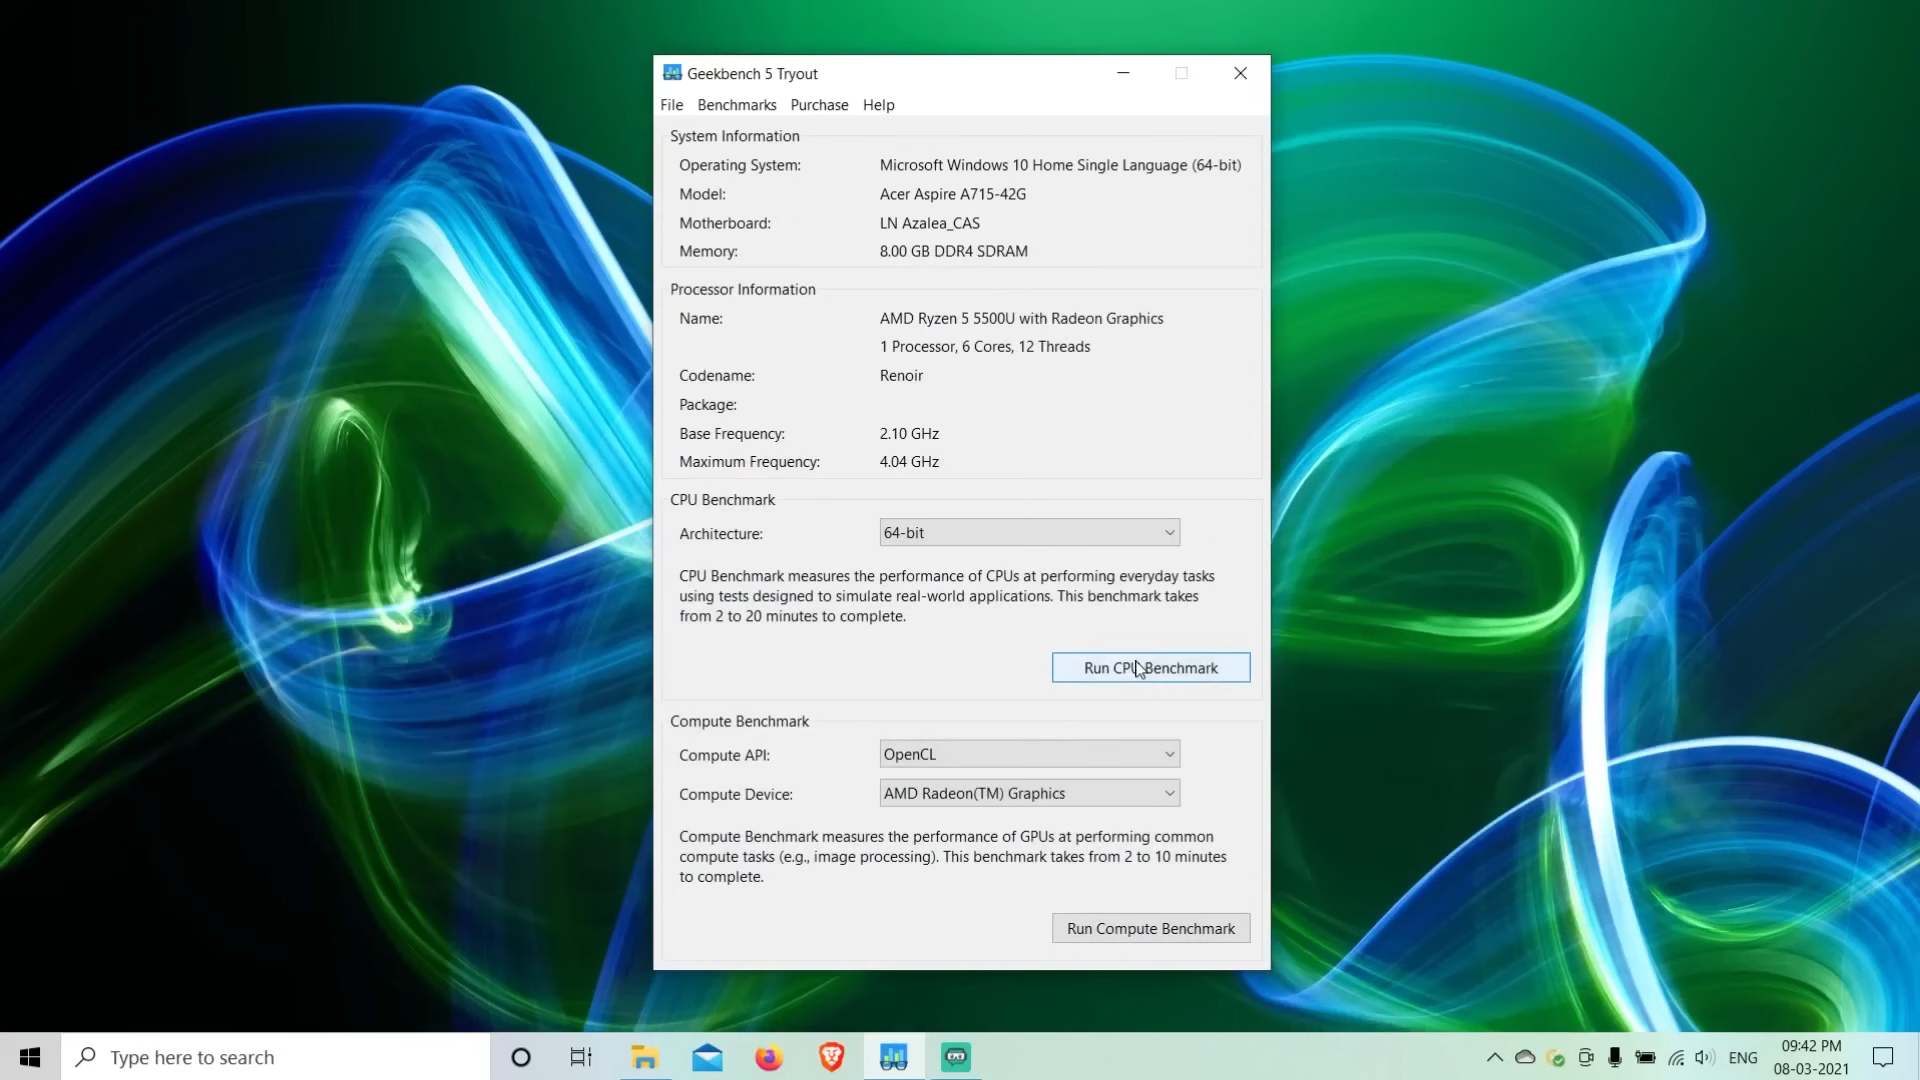 Geekbench 5 Tryout
File Benchmarks Purchase Help
System Information
Operating System: Microsoft Windows 10 Home Single Language (64-bit)
Model: Acer Aspire A715-42G
Motherboard: LN Azalea_CAS
Memory: 8.00 GB DDR4 SDRAM
Processor Information
Name: AMD Ryzen 5 5500U with Radeon Graphics
1 Processor, 6 Cores, 12 Threads
Codename: Renoir
Package:
Base Frequency: 2.10 GHz
Maximum Frequency: 4.04 GHz
CPU Benchmark
Architecture: 64-bit
CPU Benchmark measures the performance of CPUs at performing everyday tasks
using tests designed to simulate real-world applications. This benchmark takes
from 2 to 20 minutes to complete.
Run CPU Benchmark
Compute Benchmark
Compute API: OpenCL
Compute Device: AMD Radeon(TM) Graphics
Compute Benchmark measures the performance of GPUs at performing common
compute tasks (e.g., image processing). This benchmark takes from 2 to 10 minutes
to complete.
Run Compute Benchmark
Type here to search
ENG
09:42 PM
08-03-2021